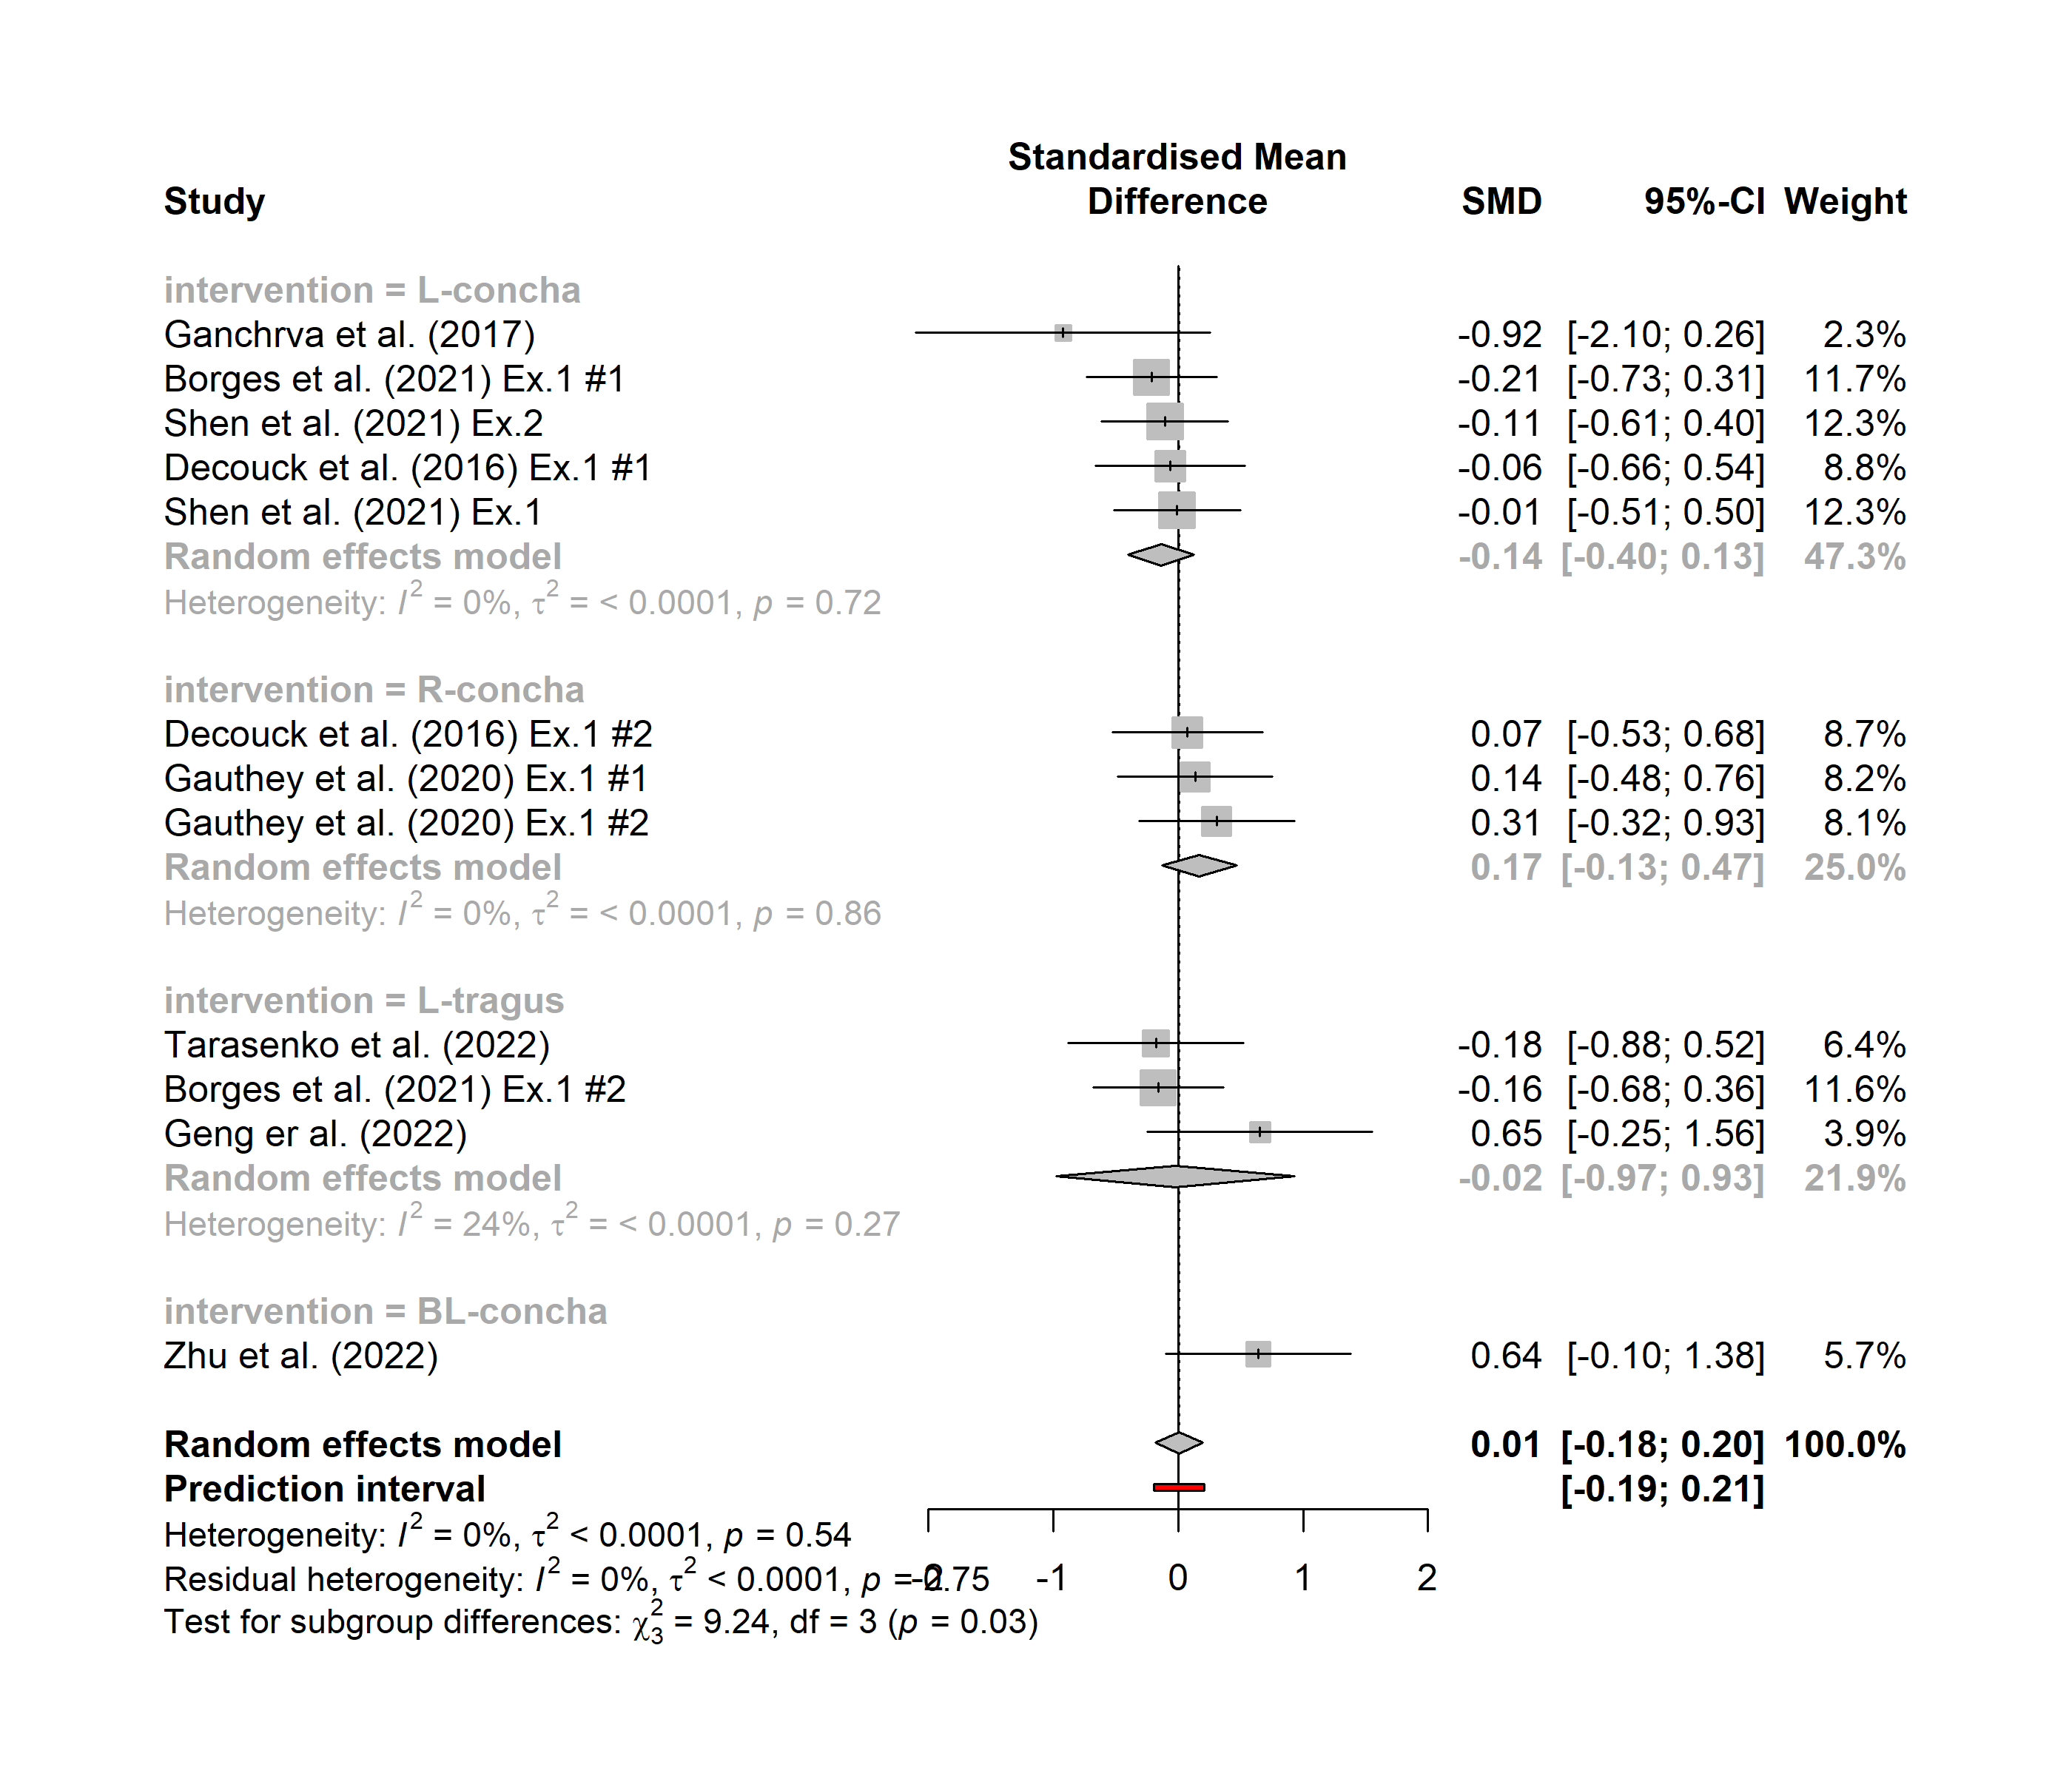 Standardised Mean
Study Difference SMD 95%-CI Weight
intervention = L-concha
Ganchrva et al. (2017) -0.92 [-2.10; 0.26] 2.3%
Borges et al. (2021) Ex.1 #1 -0.21 [-0.73; 0.31] 11.7%
Shen et al. (2021) Ex.2 -0.11 [-0.61; 0.40] 12.3%
Decouck et al. (2016) Ex.1 #1 -0.06 [-0.66; 0.54] 8.8%
Shen et al. (2021) Ex.1 -0.01 [-0.51; 0.50] 12.3%
Random effects model -0.14 [-0.40; 0.13] 47.3%
Heterogeneity: I² = 0%, τ² = < 0.0001, p = 0.72
intervention = R-concha
Decouck et al. (2016) Ex.1 #2 0.07 [-0.53; 0.68] 8.7%
Gauthey et al. (2020) Ex.1 #1 0.14 [-0.48; 0.76] 8.2%
Gauthey et al. (2020) Ex.1 #2 0.31 [-0.32; 0.93] 8.1%
Random effects model 0.17 [-0.13; 0.47] 25.0%
Heterogeneity: I² = 0%, τ² = < 0.0001, p = 0.86
intervention = L-tragus
Tarasenko et al. (2022) -0.18 [-0.88; 0.52] 6.4%
Borges et al. (2021) Ex.1 #2 -0.16 [-0.68; 0.36] 11.6%
Geng er al. (2022) 0.65 [-0.25; 1.56] 3.9%
Random effects model -0.02 [-0.97; 0.93] 21.9%
Heterogeneity: I² = 24%, τ² = < 0.0001, p = 0.27
intervention = BL-concha
Zhu et al. (2022) 0.64 [-0.10; 1.38] 5.7%
Random effects model 0.01 [-0.18; 0.20] 100.0%
Prediction interval [-0.19; 0.21]
Heterogeneity: I² = 0%, τ² < 0.0001, p = 0.54
Residual heterogeneity: I² = 0%, τ² < 0.0001, p = 0.75
-2 -1 0 1 2
Test for subgroup differences: χ²₃ = 9.24, df = 3 (p = 0.03)